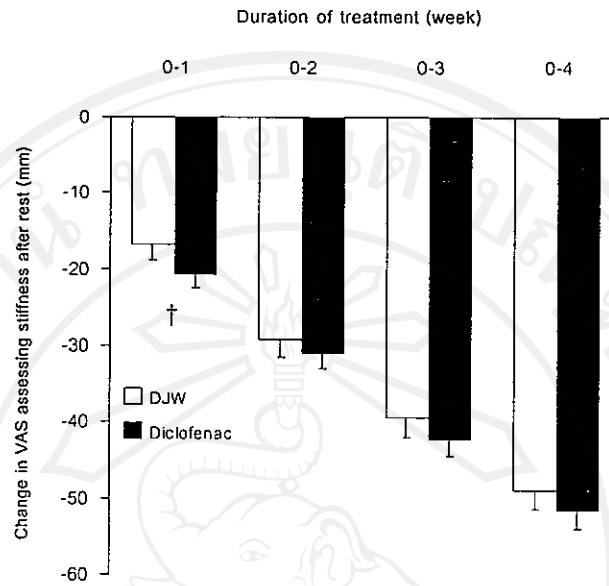 Duration of treatment (week)
0-1 0-2 0-3 0-4
Change in VAS assessing stiffness after rest (mm)
0
-10
-20
-30
-40
-50
-60
†
DJW
Diclofenac